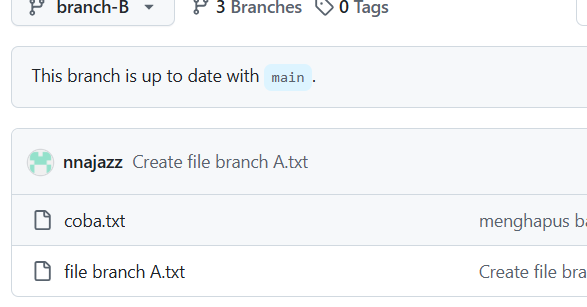 branch-B 3 Branches 0 Tags
This branch is up to date with main.
nnajazz Create file branch A.txt
coba.txt menghapus
file branch A.txt Create file